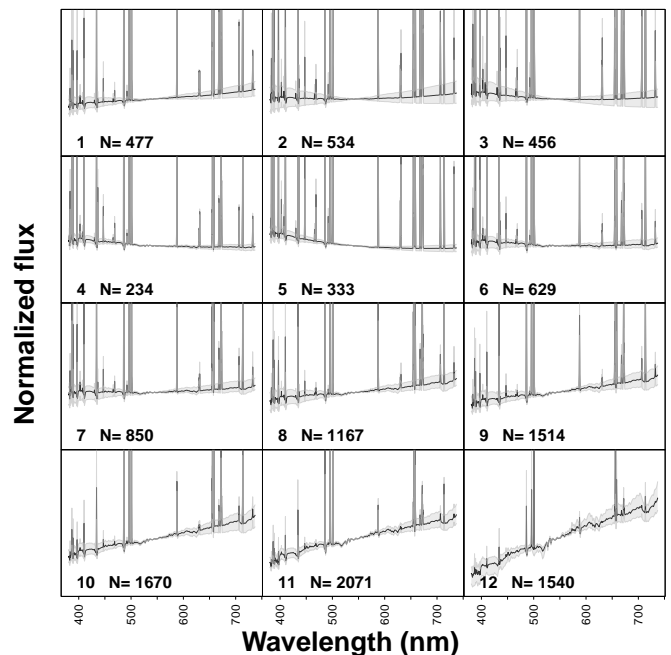 Normalized flux
1 N= 477
2 N= 534
3 N= 456
4 N= 234
5 N= 333
6 N= 629
7 N= 850
8 N= 1167
9 N= 1514
10 N= 1670
11 N= 2071
12 N= 1540
400 500 600 700 400 500 600 700 400 500 600 700
Wavelength (nm)